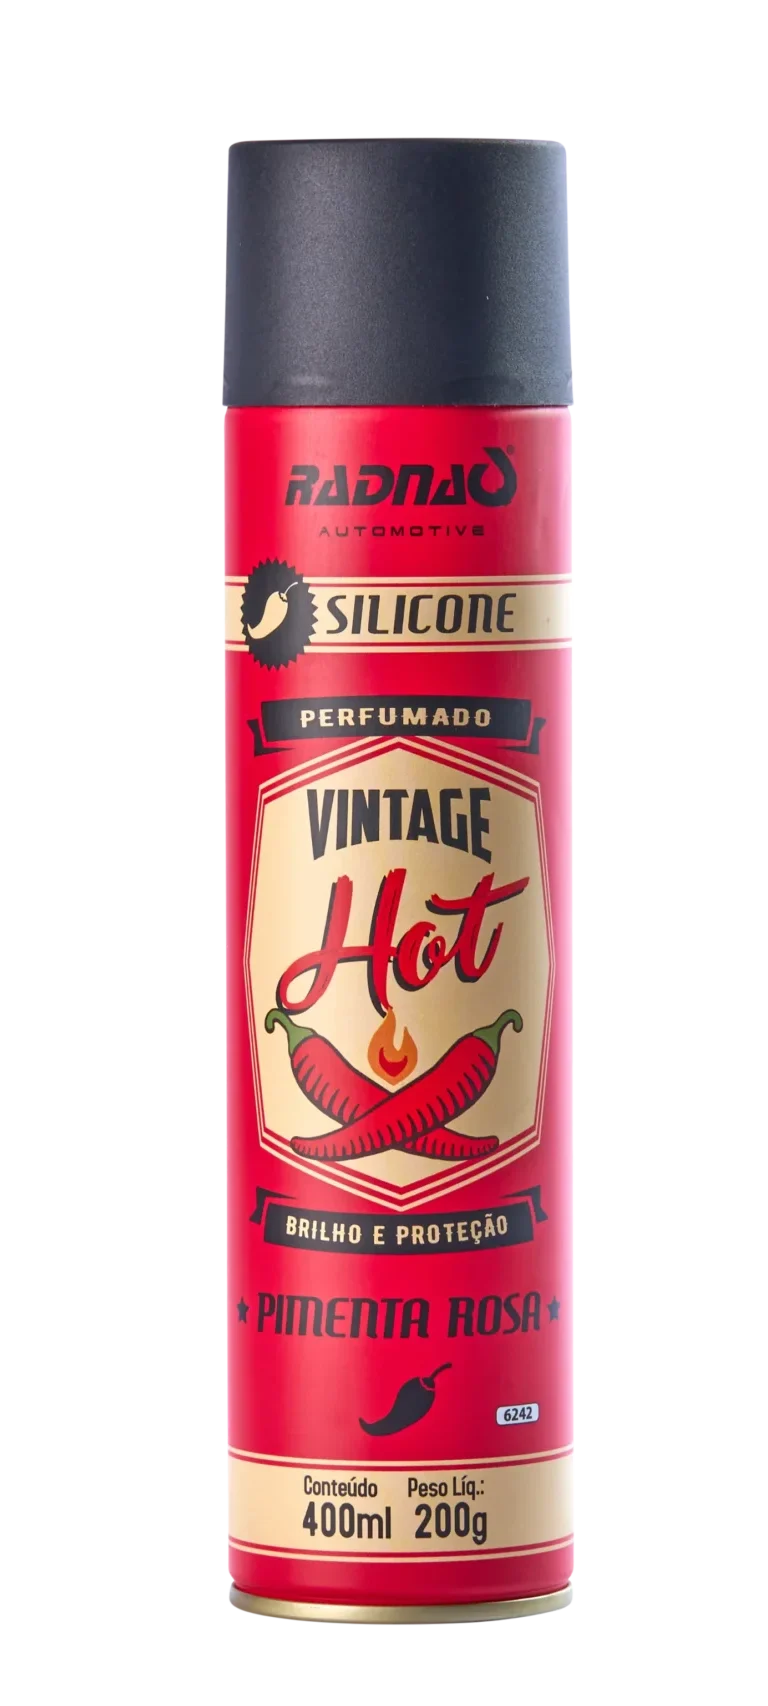 RADNAQ®
AUTOMOTIVE
SILICONE
PERFUMADO
VINTAGE
Hot
BRILHO E PROTEÇÃO
PIMENTA ROSA
6242
Conteúdo Peso Líq.:
400ml 200g